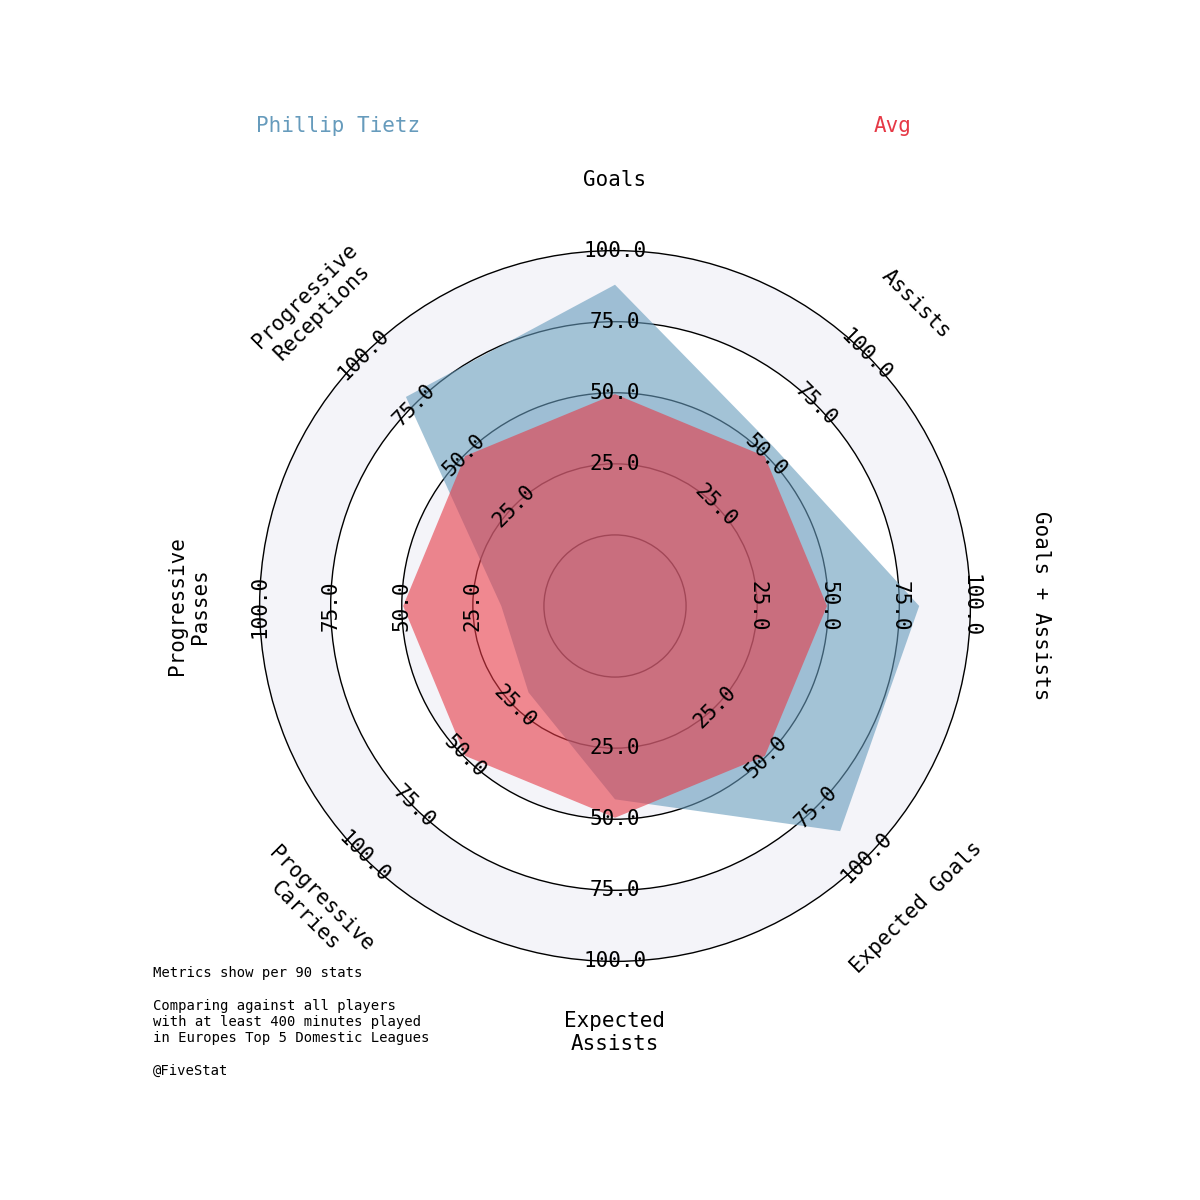 Phillip Tietz
Avg
Goals
Progressive
Receptions
Assists
100.0
100.0
100.0
75.0
75.0
75.0
50.0
50.0
50.0
25.0
25.0
25.0
Progressive
Passes
100.0
75.0
50.0
25.0
25.0
50.0
75.0
100.0
Goals + Assists
25.0
25.0
25.0
50.0
50.0
50.0
75.0
75.0
75.0
100.0
100.0
100.0
Progressive
Carries
Expected Goals
Expected
Assists
Metrics show per 90 stats
Comparing against all players
with at least 400 minutes played
in Europes Top 5 Domestic Leagues
@FiveStat